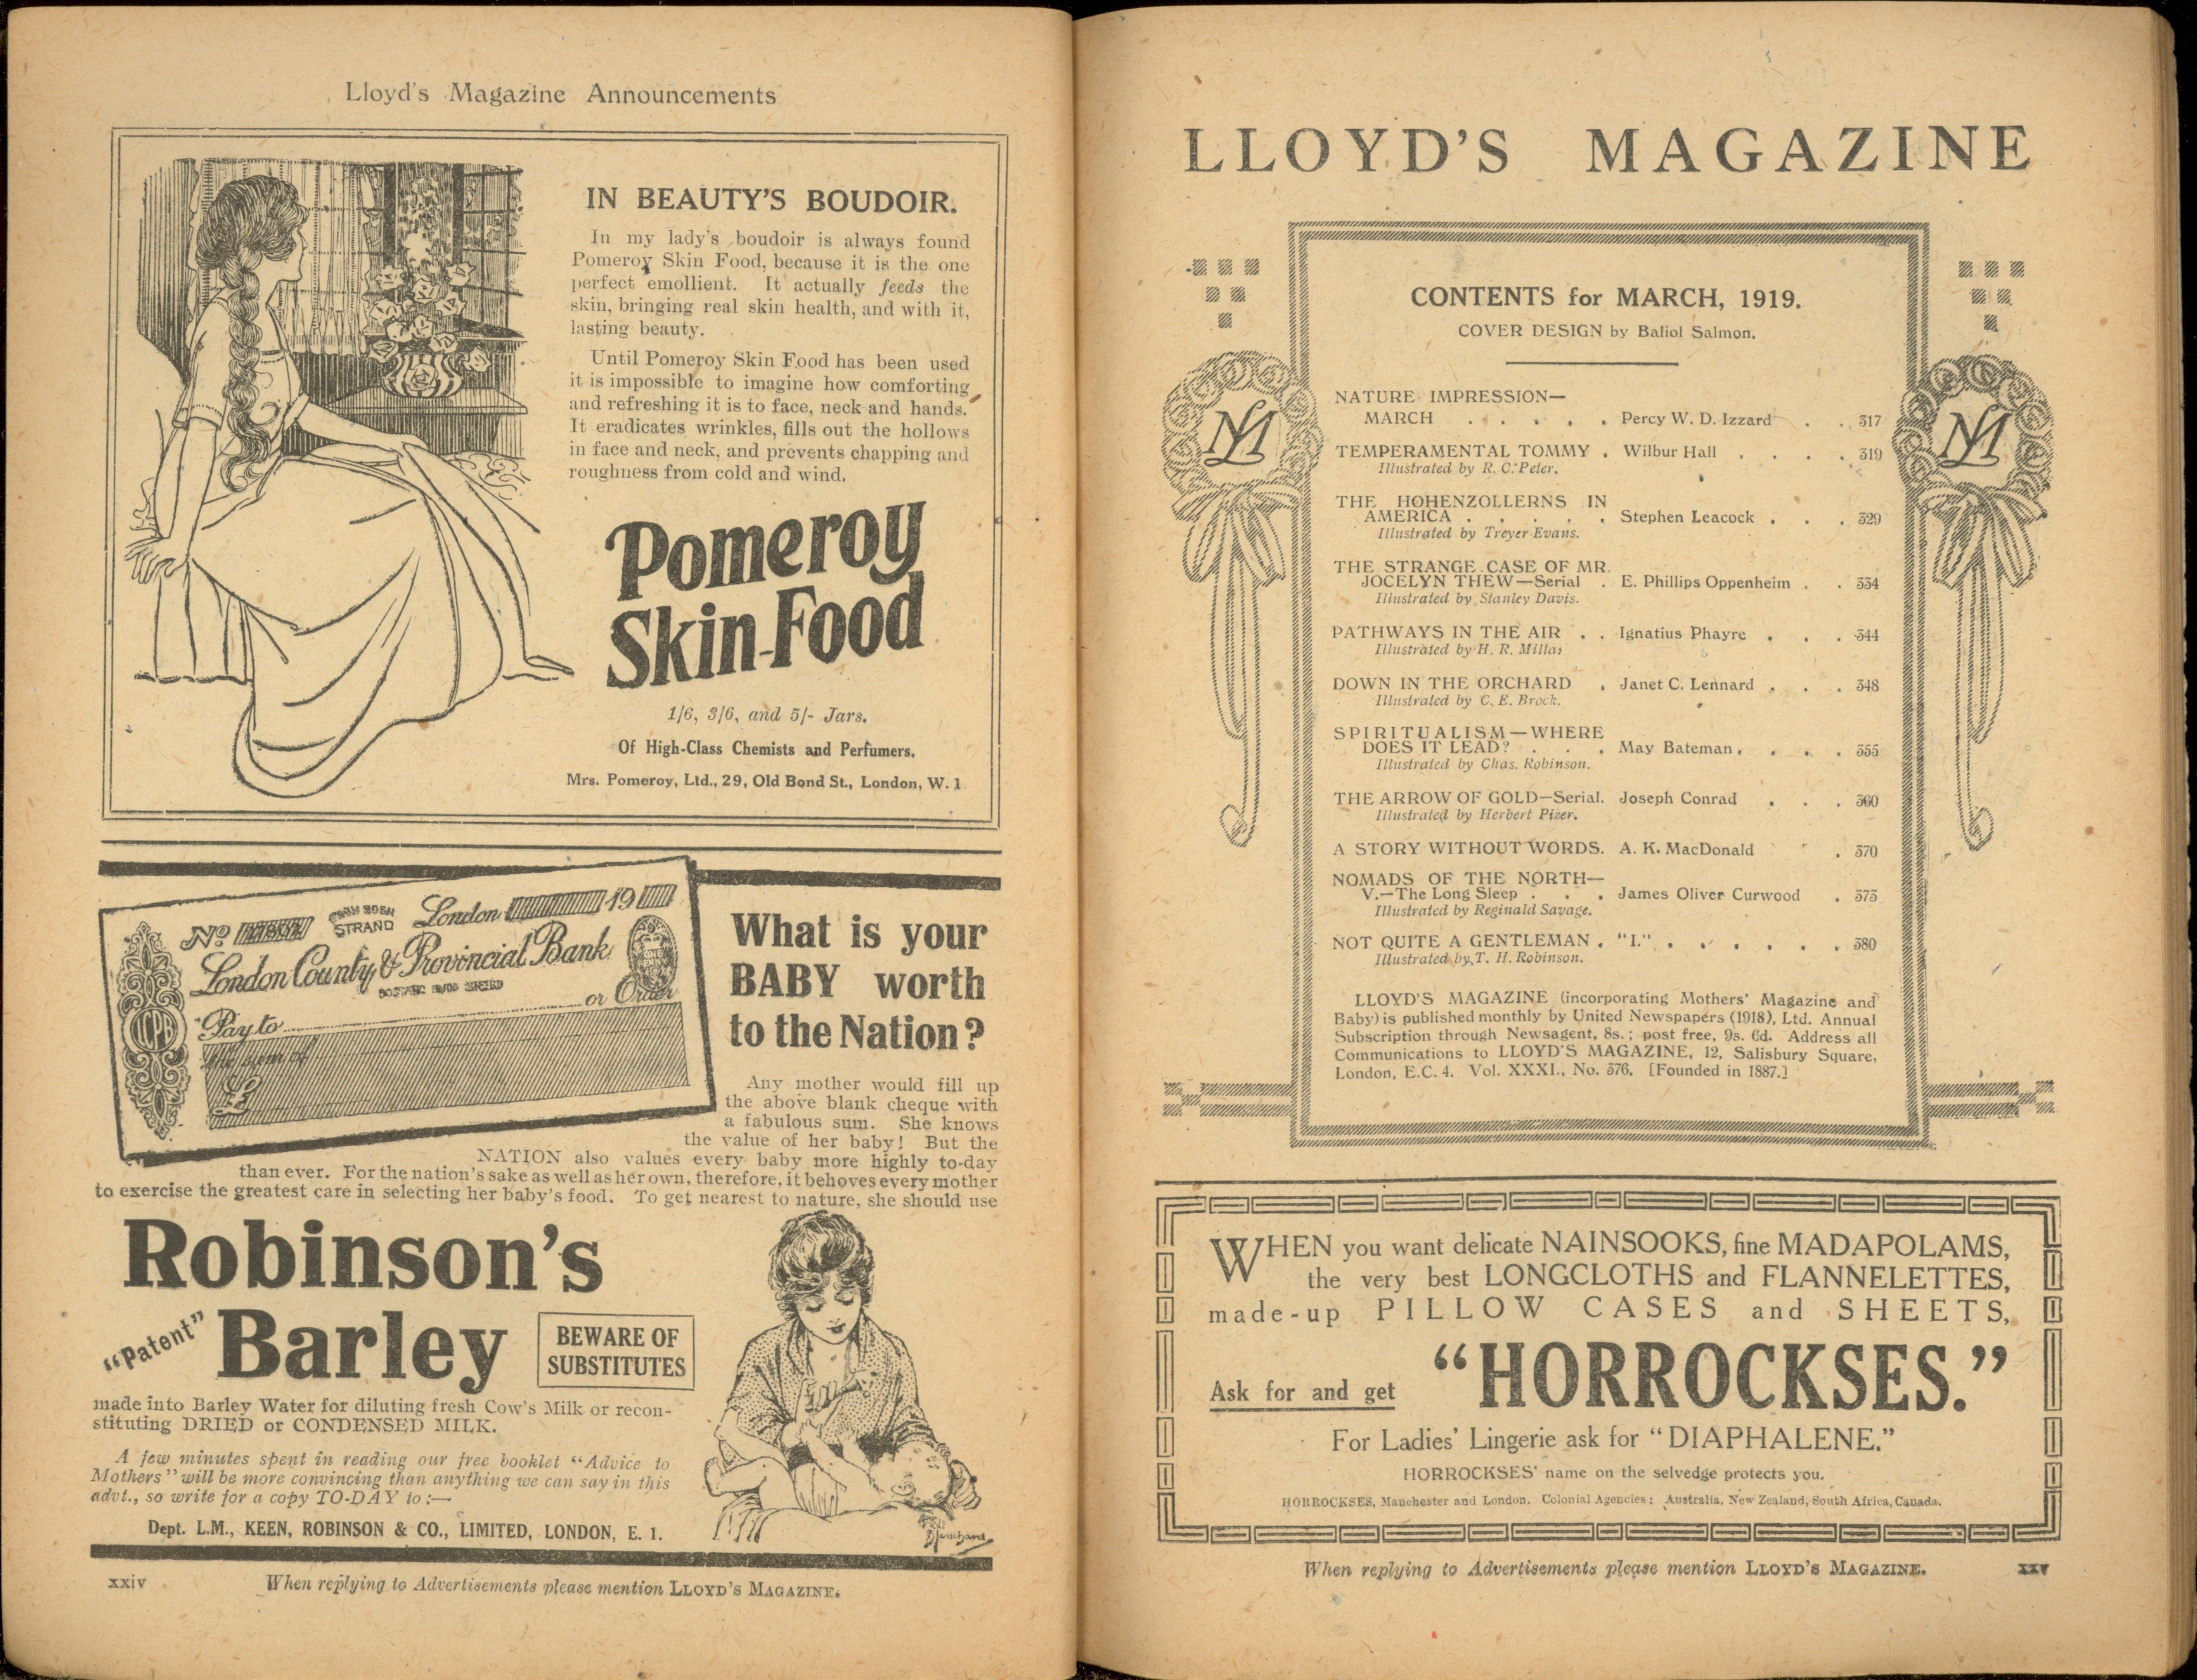 Lloyd's Magazine Announcements
IN BEAUTY'S BOUDOIR.
In my lady's boudoir is always found
Pomeroy Skin Food, because it is the one
perfect emollient. It actually feeds the
skin, bringing real skin health, and with it,
lasting beauty.
Until Pomeroy Skin Food has been used
it is impossible to imagine how comforting
and refreshing it is to face, neck and hands.
It eradicates wrinkles, fills out the hollows
in face and neck, and prevents chapping and
roughness from cold and wind.
Pomeroy
Skin Food
1/6, 3/6, and 5/- Jars.
Of High-Class Chemists and Perfumers.
Mrs. Pomeroy, Ltd., 29, Old Bond St., London, W. 1
No
STRAND
London 19
London County & Provincial Bank
or Order
Pay to
the sum of
£
LCPB
What is your
BABY worth
to the Nation?
Any mother would fill up
the above blank cheque with
a fabulous sum. She knows
the value of her baby! But the
NATION also values every baby more highly to-day
than ever. For the nation's sake as well as her own, therefore, it behoves every mother
to exercise the greatest care in selecting her baby's food. To get nearest to nature, she should use
Robinson's
"Patent" Barley
BEWARE OF
SUBSTITUTES
made into Barley Water for diluting fresh Cow's Milk or recon-
stituting DRIED or CONDENSED MILK.
A few minutes spent in reading our free booklet "Advice to
Mothers" will be more convincing than anything we can say in this
advt., so write for a copy TO-DAY to :—
Dept. L.M., KEEN, ROBINSON & CO., LIMITED, LONDON, E. 1.
xxiv When replying to Advertisements please mention LLOYD'S MAGAZINE.
LLOYD'S MAGAZINE
LM
LM
CONTENTS for MARCH, 1919.
COVER DESIGN by Baliol Salmon.
NATURE IMPRESSION—
MARCH . . . . . Percy W. D. Izzard . . 317
TEMPERAMENTAL TOMMY . Wilbur Hall . . . . 319
Illustrated by R. C. Peter.
THE HOHENZOLLERNS IN
AMERICA . . . . . Stephen Leacock . . . 329
Illustrated by Treyer Evans.
THE STRANGE CASE OF MR.
JOCELYN THEW—Serial . E. Phillips Oppenheim . . 334
Illustrated by Stanley Davis.
PATHWAYS IN THE AIR . . Ignatius Phayre . . . 344
Illustrated by H. R. Millar
DOWN IN THE ORCHARD . Janet C. Lennard . . . 348
Illustrated by C. E. Brock.
SPIRITUALISM—WHERE
DOES IT LEAD? . . . May Bateman . . . . 355
Illustrated by Chas. Robinson.
THE ARROW OF GOLD—Serial. Joseph Conrad . . . 360
Illustrated by Herbert Pizer.
A STORY WITHOUT WORDS. A. K. MacDonald . 370
NOMADS OF THE NORTH—
V.—The Long Sleep . . . James Oliver Curwood . 373
Illustrated by Reginald Savage.
NOT QUITE A GENTLEMAN . "I." . . . . . . 380
Illustrated by T. H. Robinson.
LLOYD'S MAGAZINE (incorporating Mothers' Magazine and
Baby) is published monthly by United Newspapers (1918), Ltd. Annual
Subscription through Newsagent, 8s.; post free, 9s. 6d. Address all
Communications to LLOYD'S MAGAZINE, 12, Salisbury Square,
London, E.C. 4. Vol. XXXI., No. 376. [Founded in 1887.]
WHEN you want delicate NAINSOOKS, fine MADAPOLAMS,
the very best LONGCLOTHS and FLANNELETTES,
made-up PILLOW CASES and SHEETS,
Ask for and get "HORROCKSES."
For Ladies' Lingerie ask for "DIAPHALENE."
HORROCKSES' name on the selvedge protects you.
HORROCKSES, Manchester and London. Colonial Agencies: Australia, New Zealand, South Africa, Canada.
When replying to Advertisements please mention LLOYD'S MAGAZINE. xxv